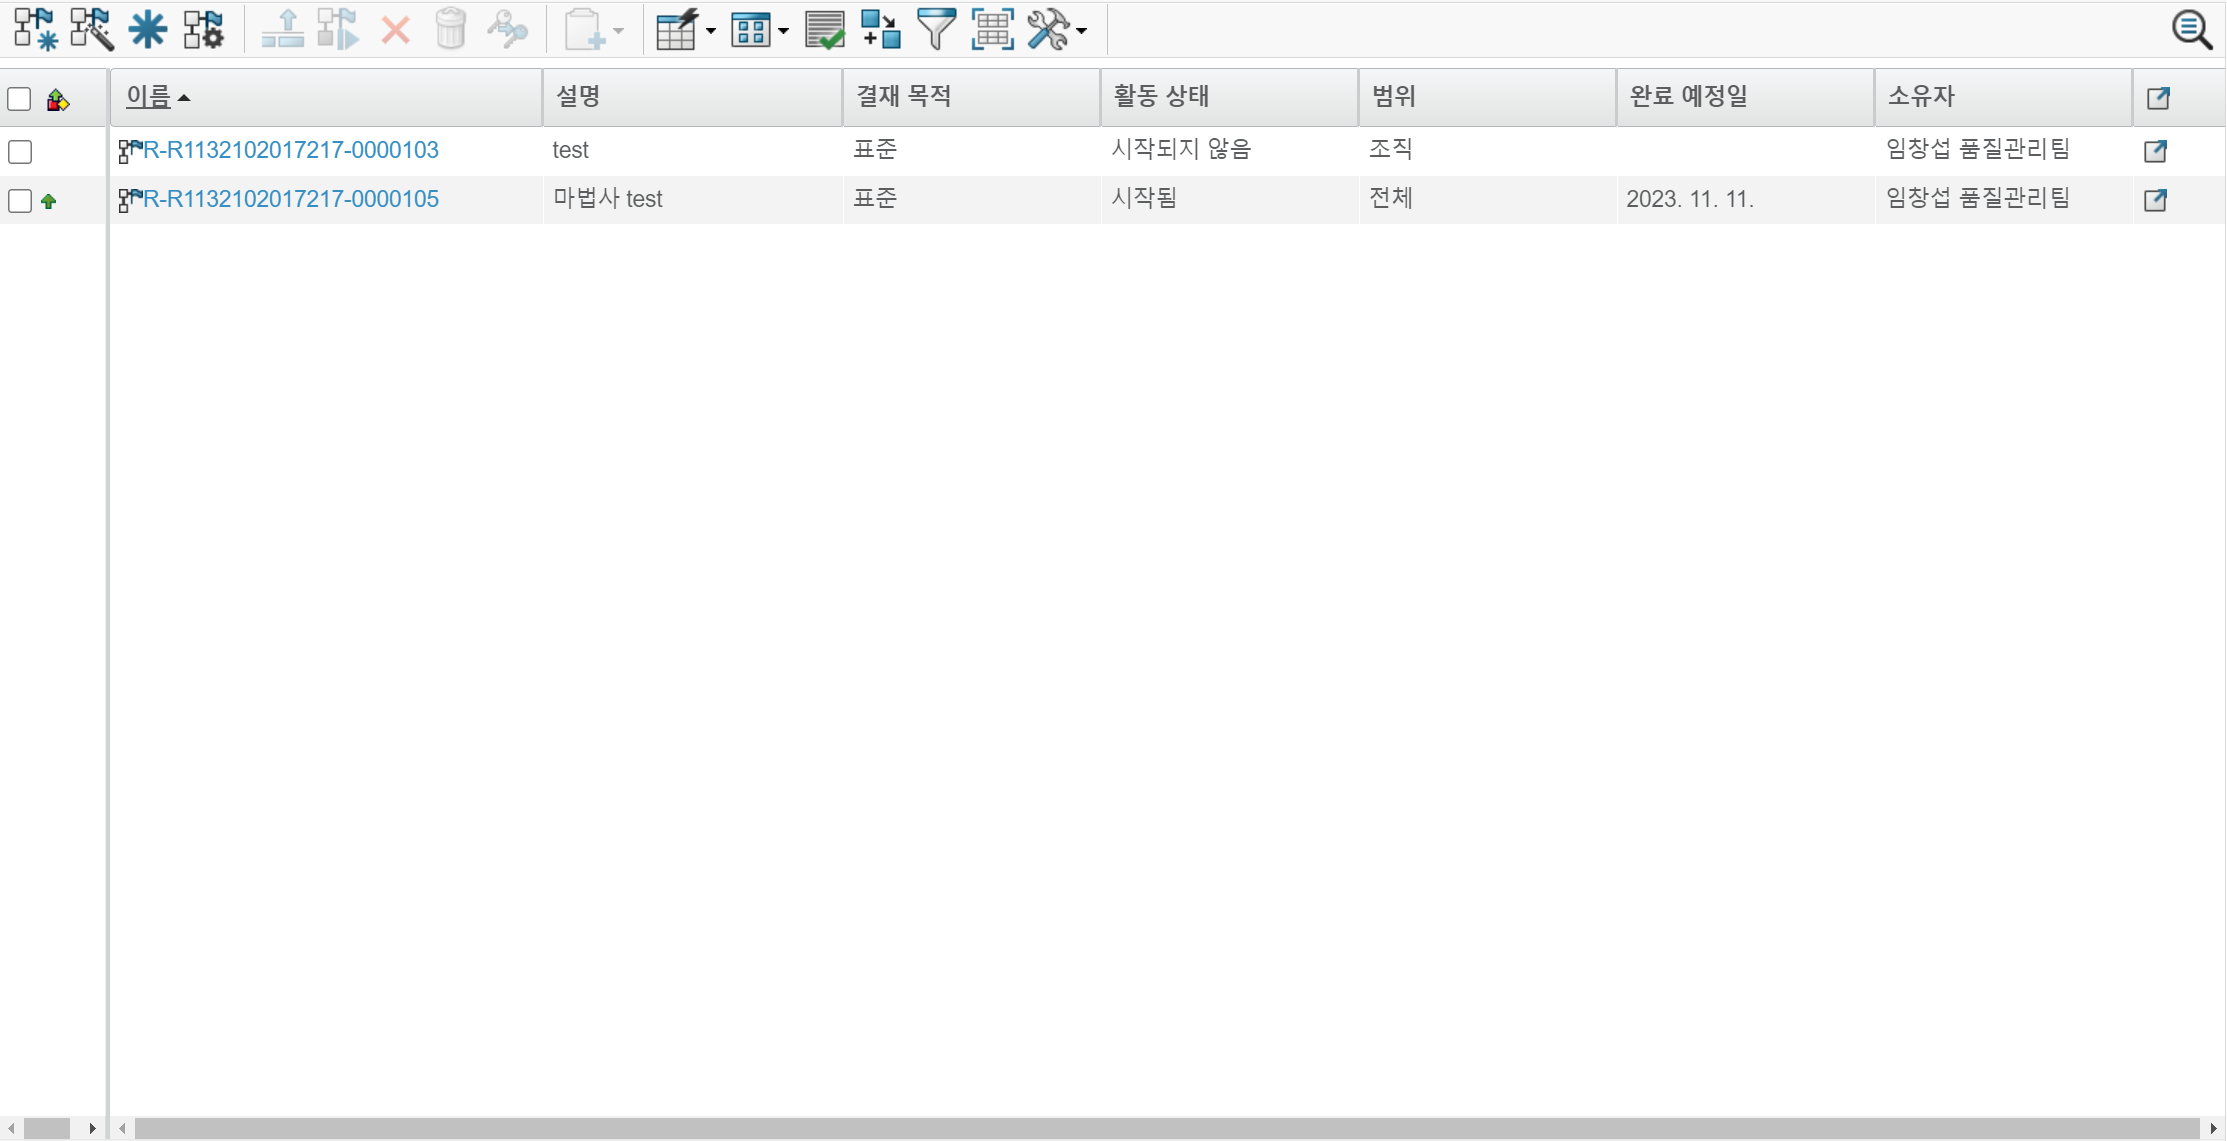 이름 설명 결재 목적 활동 상태 범위 완료 예정일 소유자
R-R1132102017217-0000103 test 표준 시작되지 않음 조직 임창섭 품질관리팀
R-R1132102017217-0000105 마법사 test 표준 시작됨 전체 2023. 11. 11. 임창섭 품질관리팀